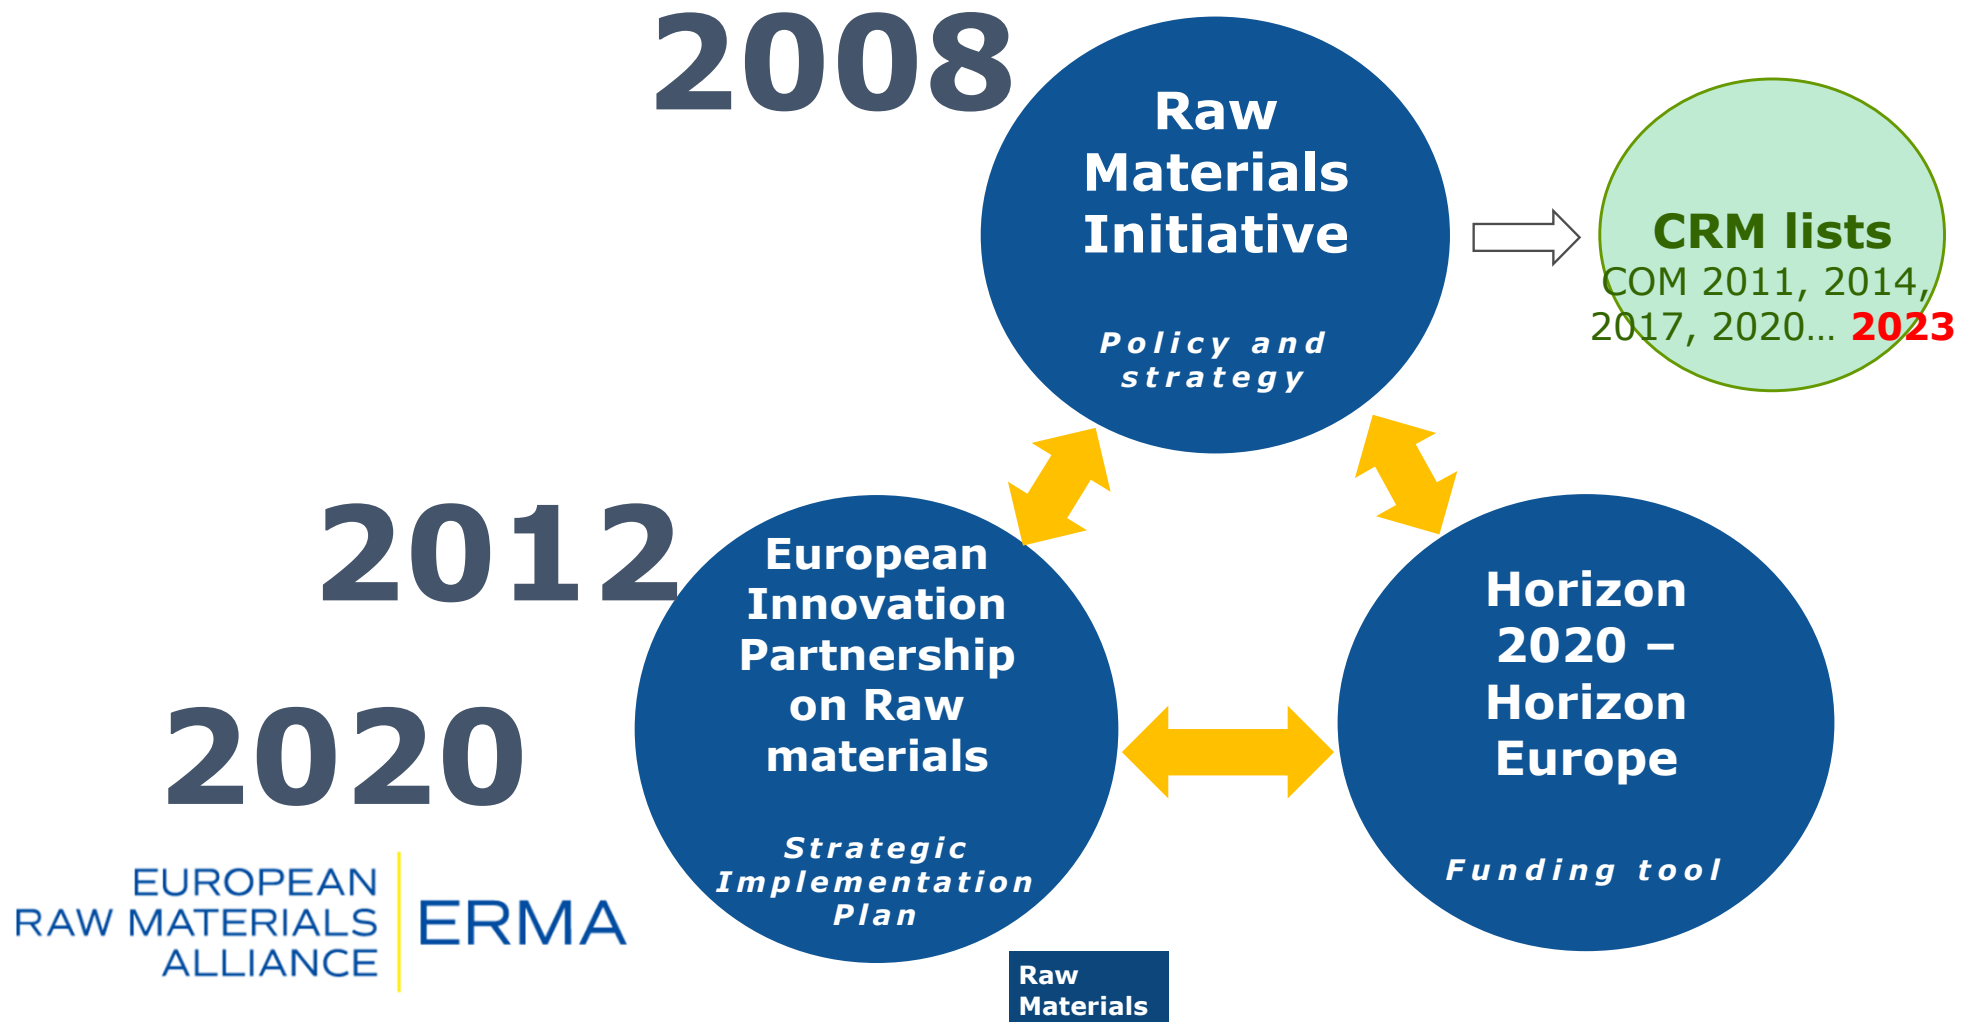 2008
Raw
Materials
Initiative
Policy and
strategy
CRM lists
COM 2011, 2014,
2017, 2020... 2023
2012
European
Innovation
Partnership
on Raw
materials
Strategic
Implementation
Plan
Horizon
2020 –
Horizon
Europe
Funding tool
2020
EUROPEAN
RAW MATERIALS
ALLIANCE
ERMA
Raw
Materials